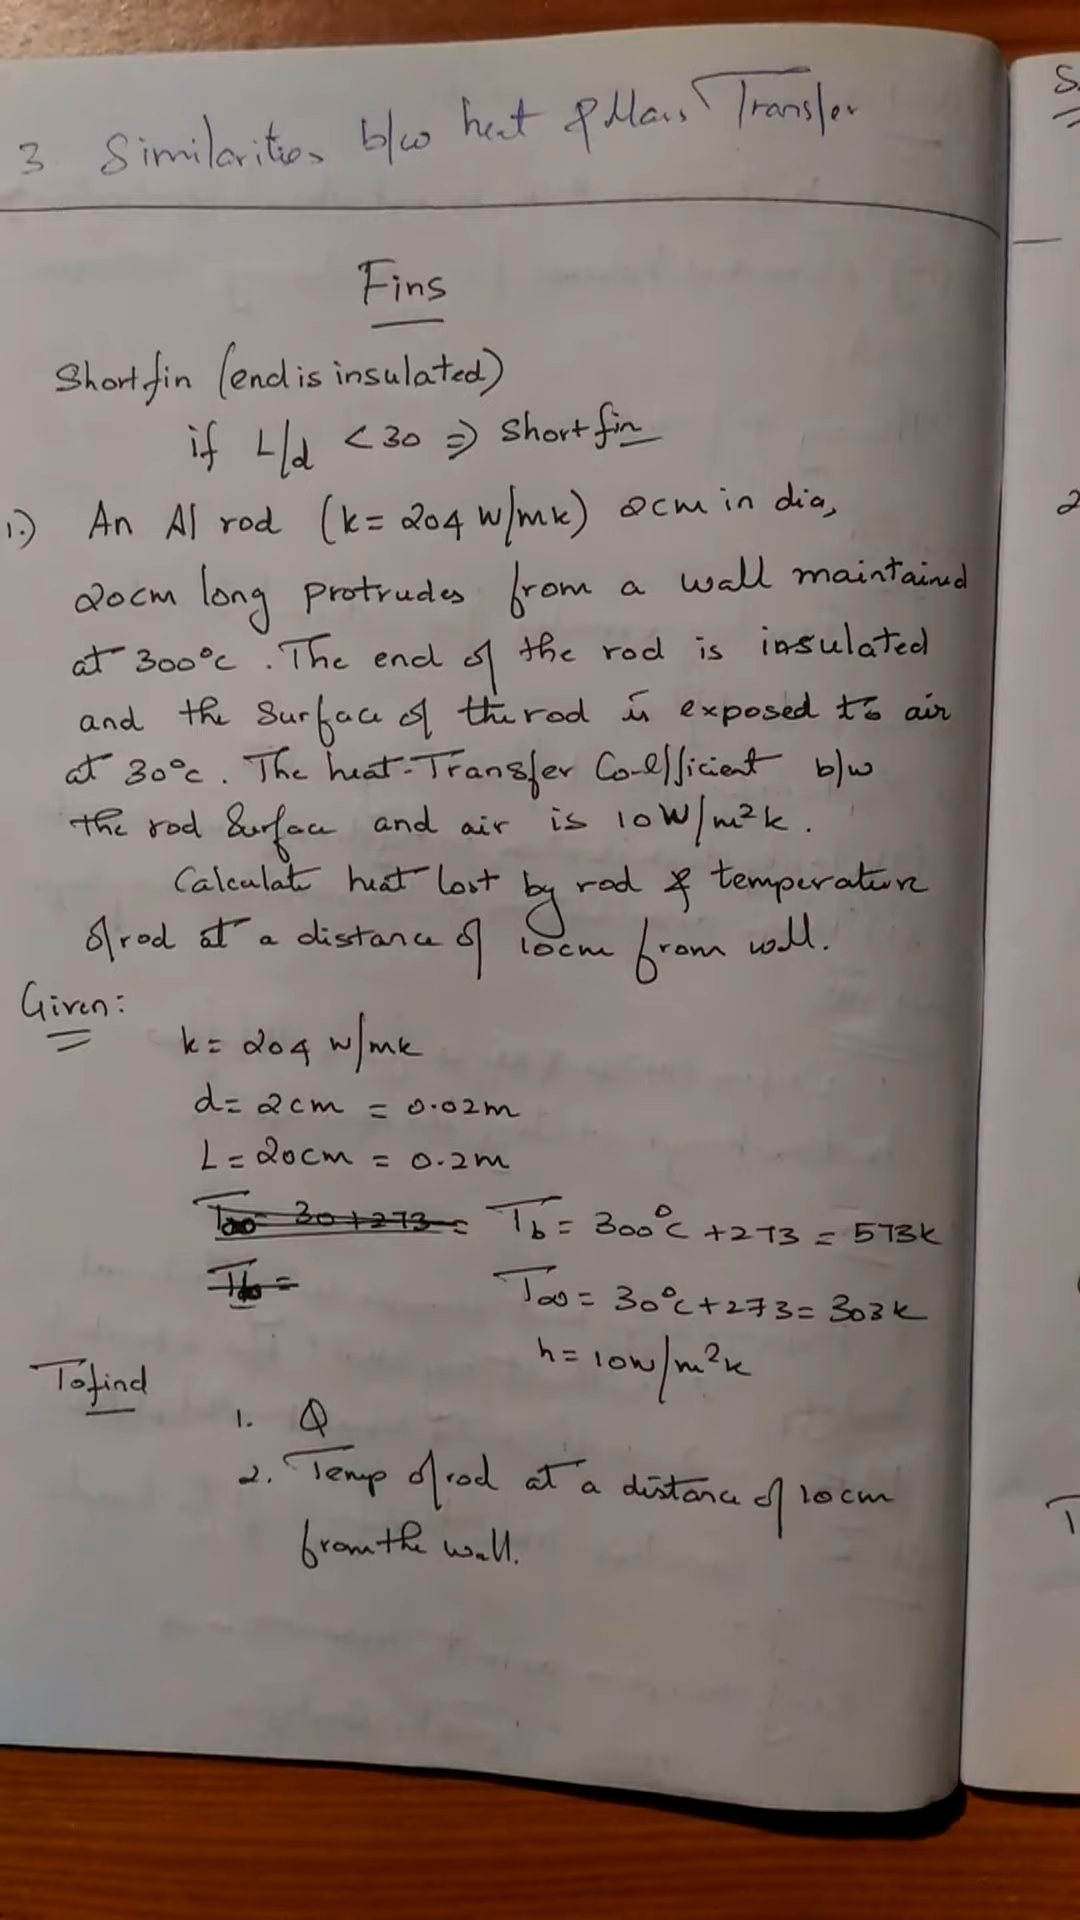 3 Similarities b/w heat & Mass Transfer
Fins
Short fin (end is insulated)
if L/d < 30 => Short fin
1.) An Al rod (k = 204 W/mk) 2cm in dia,
20cm long protrudes from a wall maintained
at 300°c. The end of the rod is insulated
and the surface of the rod is exposed to air
at 30°c. The heat-Transfer Co-efficient b/w
the rod surface and air is 10W/m²k.
Calculate heat lost by rod & temperature
of rod at a distance of 10cm from wall.
Given:
k = 204 W/mk
d = 2cm = 0.02m
L = 20cm = 0.2m
T∞ = 30+273 = Tb = 300°C + 273 = 573k
T∞ = 30°C + 273 = 303k
h = 10W/m²k
To find
1. Q
2. Temp of rod at a distance of 10cm
from the wall.
S
2
T